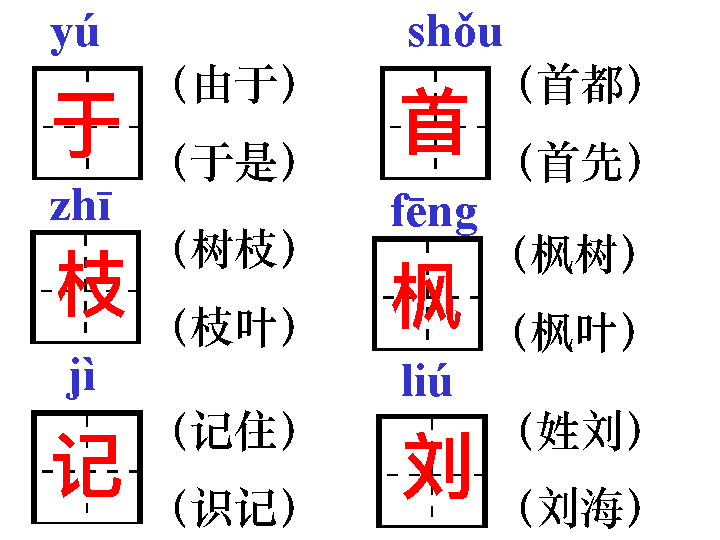 yú shǒu
于 （由于） 首 （首都）
（于是） （首先）
zhī fēng
枝 （树枝） 枫 （枫树）
（枝叶） （枫叶）
jì liú
记 （记住） 刘 （姓刘）
（识记） （刘海）